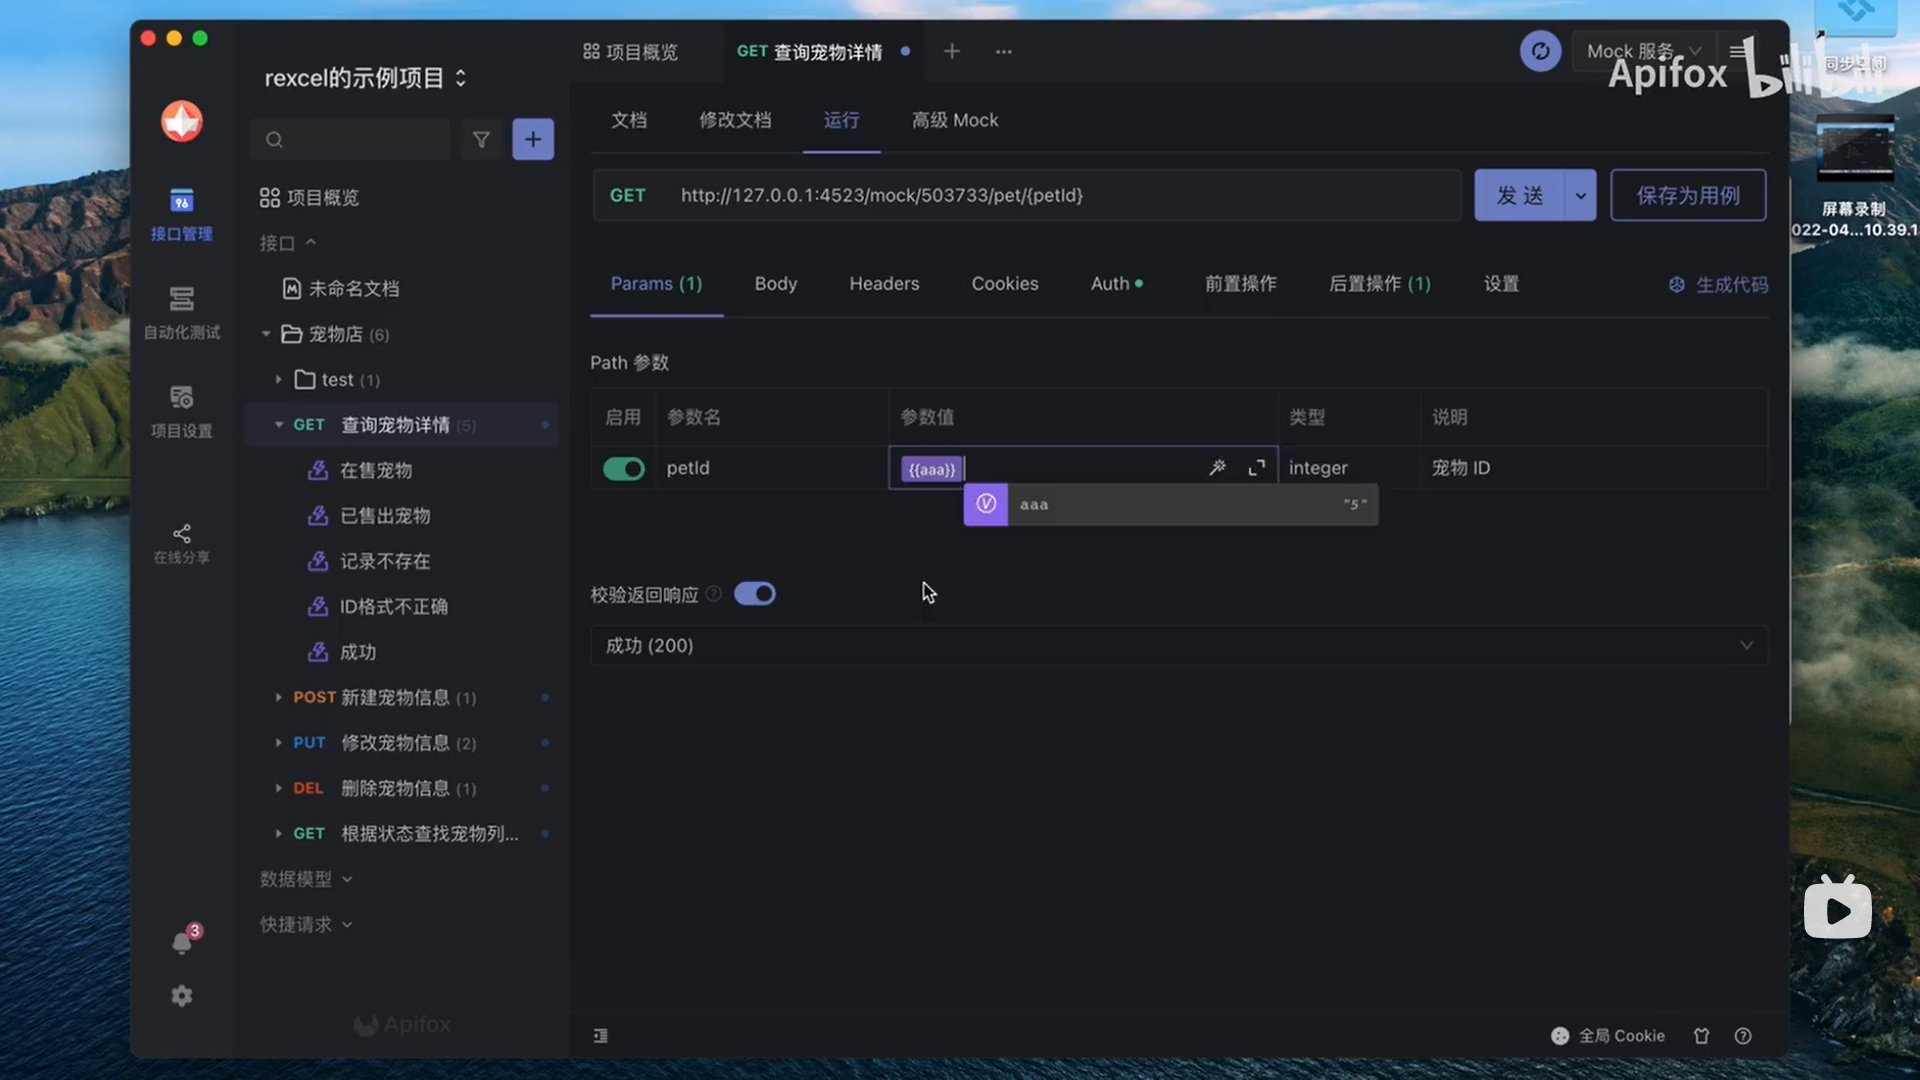 rexcel的示例项目
项目概览
GET 查询宠物详情
Mock 服务
Apifox bilibili
同步空间
文档
修改文档
运行
高级 Mock
GET http://127.0.0.1:4523/mock/503733/pet/{petId}
发 送
保存为用例
屏幕录制
022-04...10.39.1
接口管理
自动化测试
项目设置
在线分享
3
项目概览
接口
未命名文档
宠物店 (6)
test (1)
GET 查询宠物详情 (5)
在售宠物
已售出宠物
记录不存在
ID格式不正确
成功
POST 新建宠物信息 (1)
PUT 修改宠物信息 (2)
DEL 删除宠物信息 (1)
GET 根据状态查找宠物列...
数据模型
快捷请求
Apifox
Params (1)
Body
Headers
Cookies
Auth
前置操作
后置操作 (1)
设置
生成代码
Path 参数
启用 参数名 参数值 类型 说明
petId {{aaa}} integer 宠物 ID
aaa "5"
校验返回响应
成功 (200)
全局 Cookie